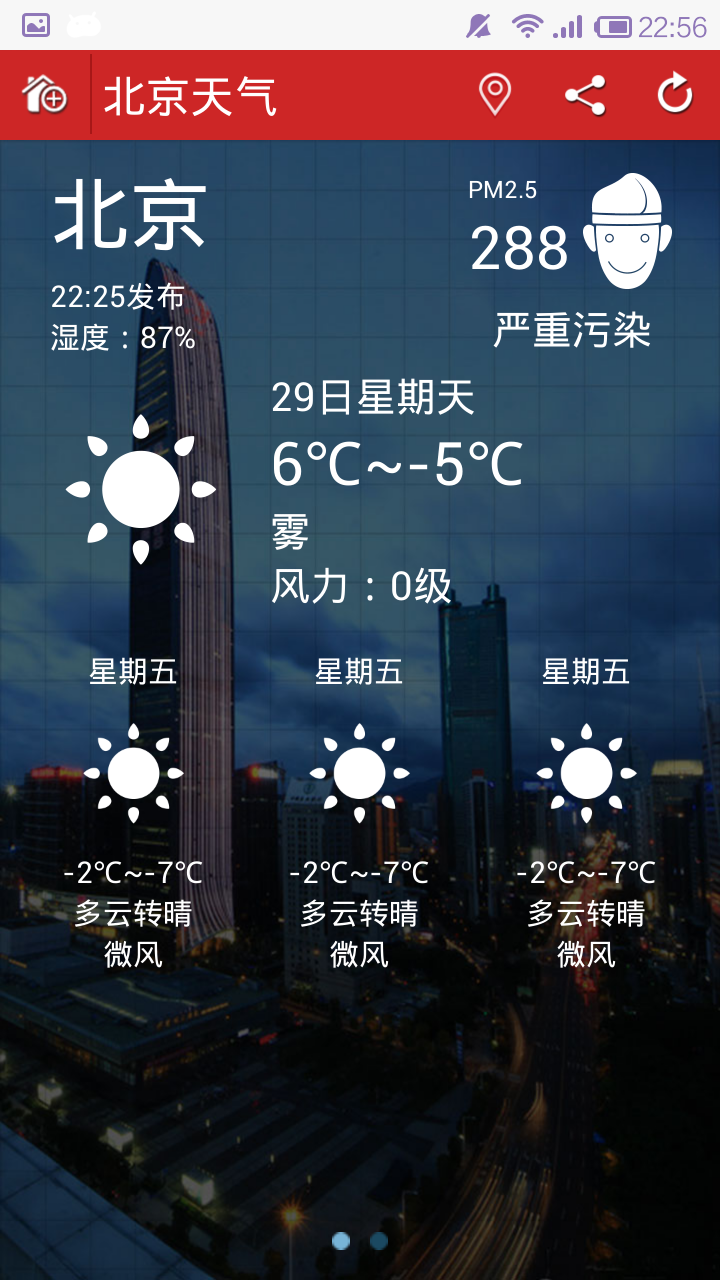 22:56
北京天气
北京
PM2.5
288
22:25发布
湿度：87%
严重污染
29日星期天
6℃~-5℃
雾
风力：0级
星期五 星期五 星期五
-2℃~-7℃ -2℃~-7℃ -2℃~-7℃
多云转晴 多云转晴 多云转晴
微风 微风 微风